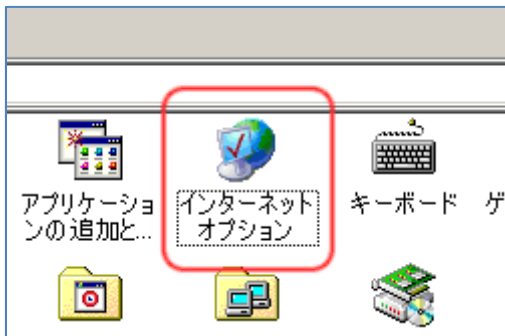 アプリケーショ
ンの追加と...
インターネット
オプション
キーボード
ゲ